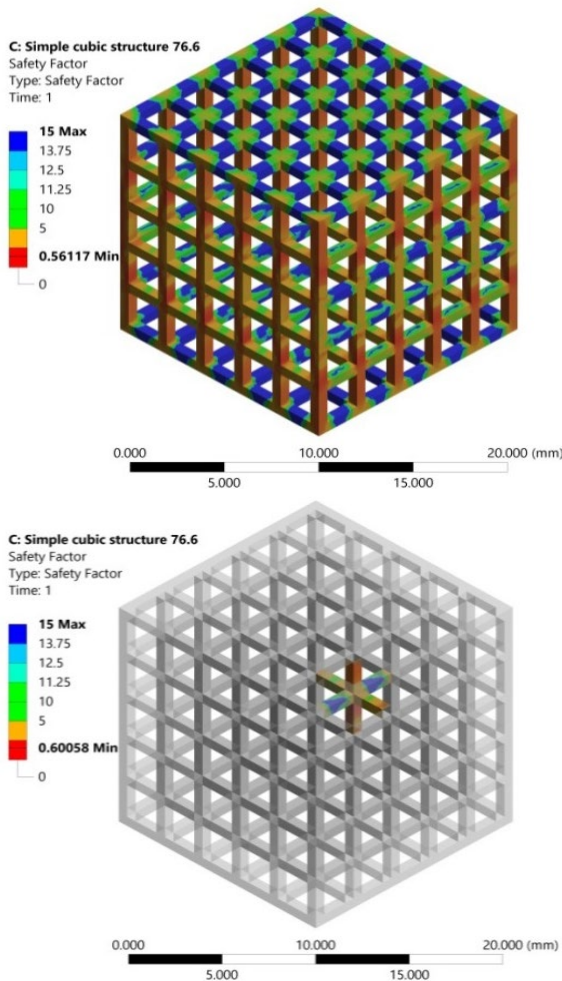 C: Simple cubic structure 76.6
Safety Factor
Type: Safety Factor
Time: 1
15 Max
13.75
12.5
11.25
10
5
0.56117 Min
0
0.000 10.000 20.000 (mm)
5.000 15.000
C: Simple cubic structure 76.6
Safety Factor
Type: Safety Factor
Time: 1
15 Max
13.75
12.5
11.25
10
5
0.60058 Min
0
0.000 10.000 20.000 (mm)
5.000 15.000